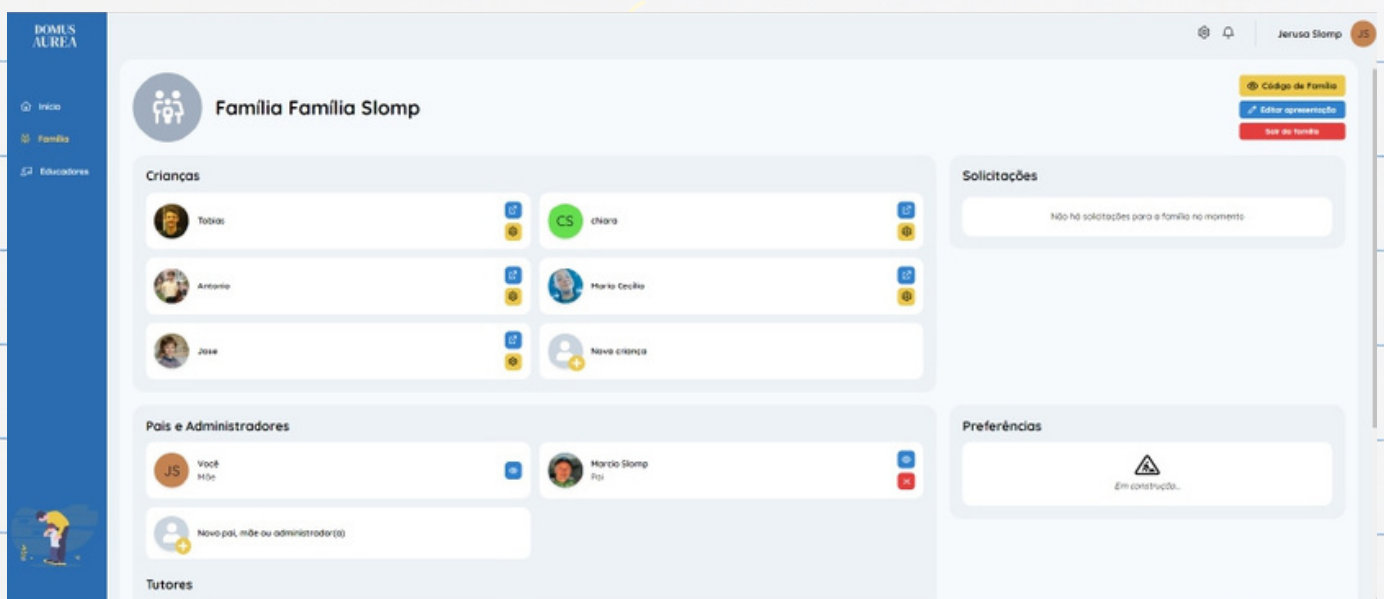 DOMUS
AUREA
Jerusa Slomp
JS
Início
Família
Educadores
Família Família Slomp
Código de Família
Editar apresentação
Sair da família
Crianças
Tobias
CS
chiara
Antonio
Maria Cecília
Jose
Nova criança
Solicitações
Não há solicitações para a família no momento
Pais e Administradores
JS
Você
Mãe
Marcio Slomp
Pai
Novo pai, mãe ou administrador(a)
Preferências
Em construção...
Tutores